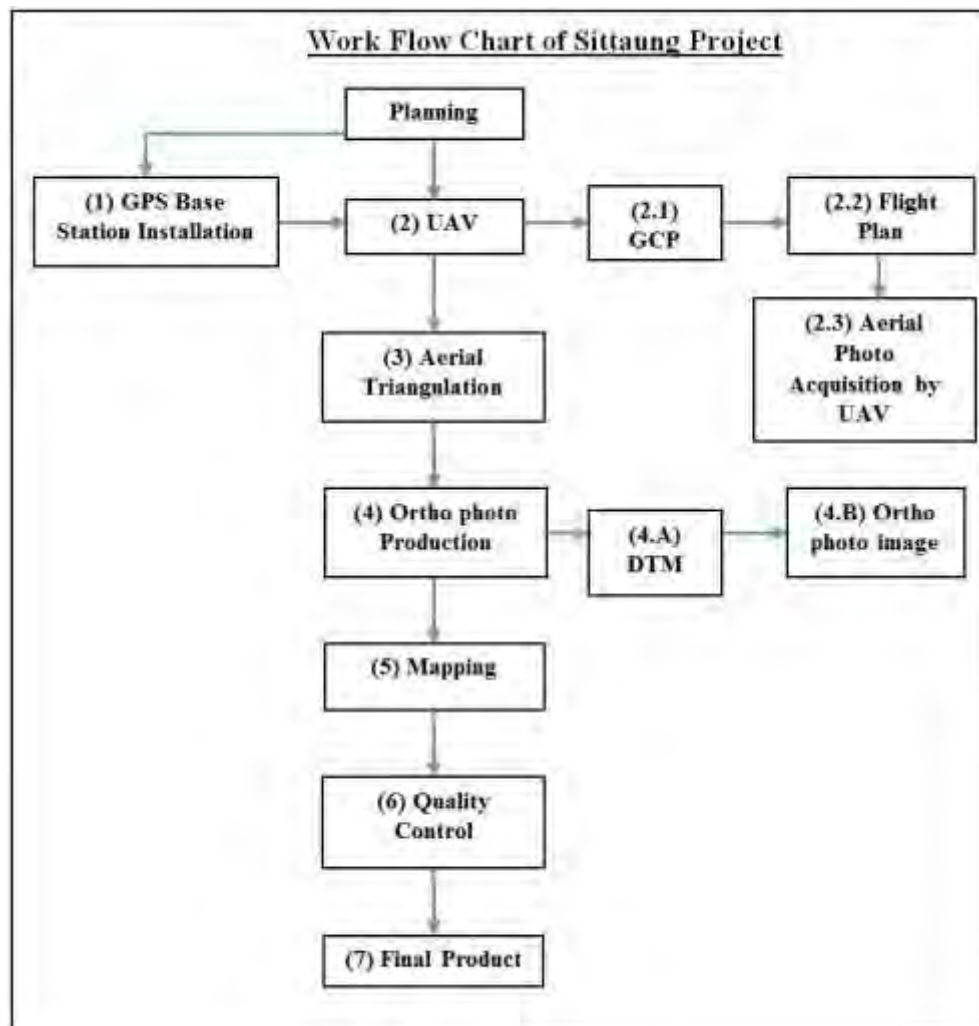 Work Flow Chart of Sittaung Project
Planning
(1) GPS Base
Station Installation
(2) UAV
(2.1)
GCP
(2.2) Flight
Plan
(2.3) Aerial
Photo
Acquisition by
UAV
(3) Aerial
Triangulation
(4) Ortho photo
Production
(4.A)
DTM
(4.B) Ortho
photo image
(5) Mapping
(6) Quality
Control
(7) Final Product